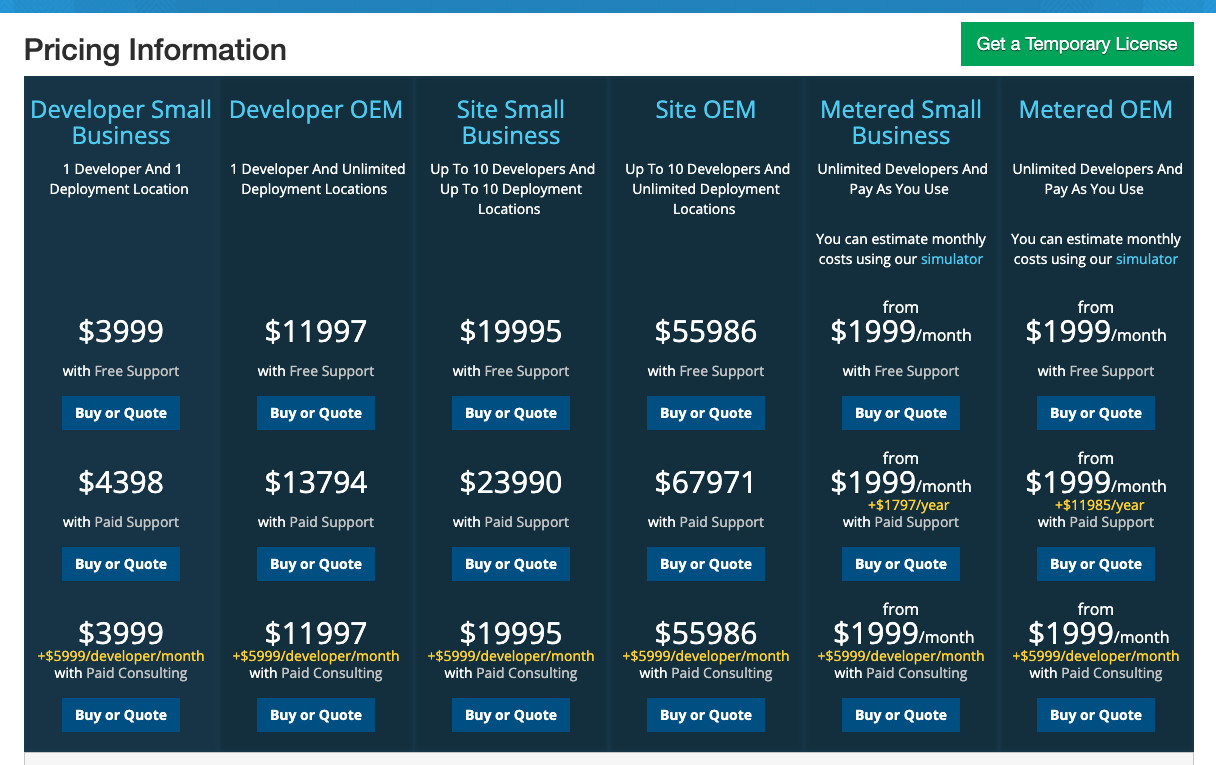 Pricing Information
Get a Temporary License
Developer Small
Business
1 Developer And 1
Deployment Location
$3999
with Free Support
Buy or Quote
$4398
with Paid Support
Buy or Quote
$3999
+$5999/developer/month
with Paid Consulting
Buy or Quote
Developer OEM
1 Developer And Unlimited
Deployment Locations
$11997
with Free Support
Buy or Quote
$13794
with Paid Support
Buy or Quote
$11997
+$5999/developer/month
with Paid Consulting
Buy or Quote
Site Small
Business
Up To 10 Developers And
Up To 10 Deployment
Locations
$19995
with Free Support
Buy or Quote
$23990
with Paid Support
Buy or Quote
$19995
+$5999/developer/month
with Paid Consulting
Buy or Quote
Site OEM
Up To 10 Developers And
Unlimited Deployment
Locations
$55986
with Free Support
Buy or Quote
$67971
with Paid Support
Buy or Quote
$55986
+$5999/developer/month
with Paid Consulting
Buy or Quote
Metered Small
Business
Unlimited Developers And
Pay As You Use
You can estimate monthly
costs using our simulator
from
$1999/month
with Free Support
Buy or Quote
from
$1999/month
+$1797/year
with Paid Support
Buy or Quote
from
$1999/month
+$5999/developer/month
with Paid Consulting
Buy or Quote
Metered OEM
Unlimited Developers And
Pay As You Use
You can estimate monthly
costs using our simulator
from
$1999/month
with Free Support
Buy or Quote
from
$1999/month
+$11985/year
with Paid Support
Buy or Quote
from
$1999/month
+$5999/developer/month
with Paid Consulting
Buy or Quote